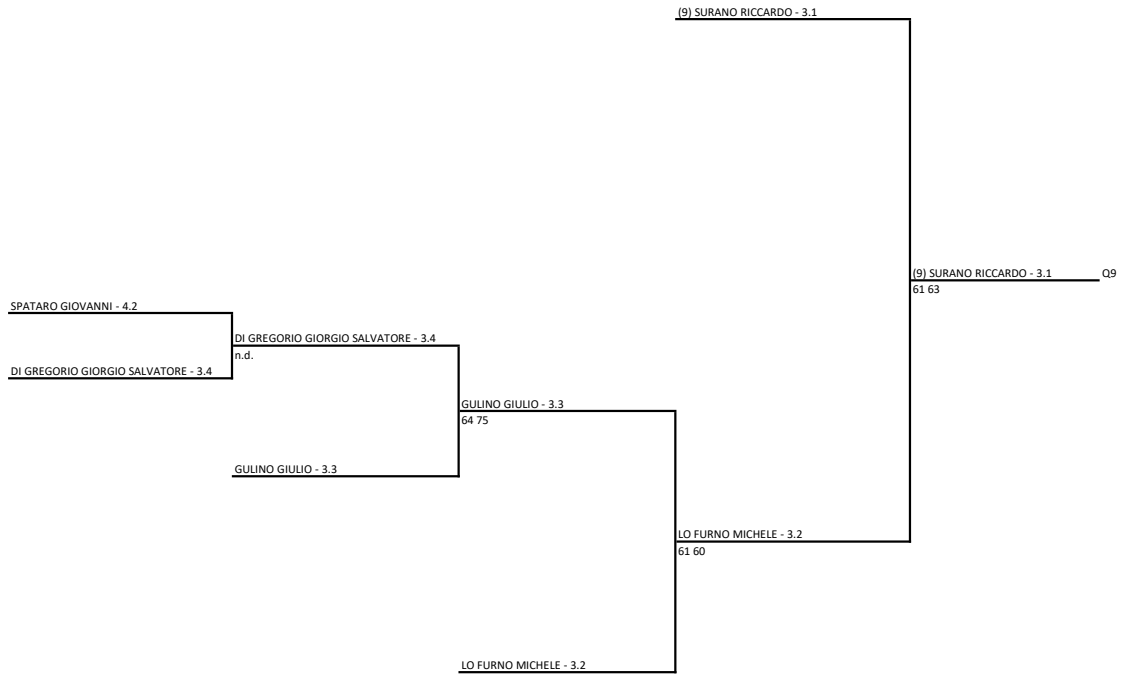 (9) SURANO RICCARDO - 3.1
(9) SURANO RICCARDO - 3.1 Q9
61 63
SPATARO GIOVANNI - 4.2
DI GREGORIO GIORGIO SALVATORE - 3.4
n.d.
DI GREGORIO GIORGIO SALVATORE - 3.4
GULINO GIULIO - 3.3
64 75
GULINO GIULIO - 3.3
LO FURNO MICHELE - 3.2
61 60
LO FURNO MICHELE - 3.2